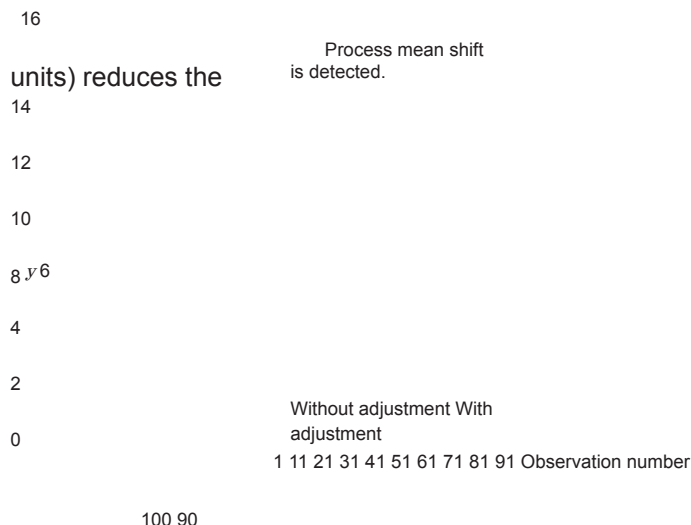 16
Process mean shift
is detected.
units) reduces the
14
12
10
8 y 6
4
2
Without adjustment With
adjustment
0
1 11 21 31 41 51 61 71 81 91 Observation number
100 90